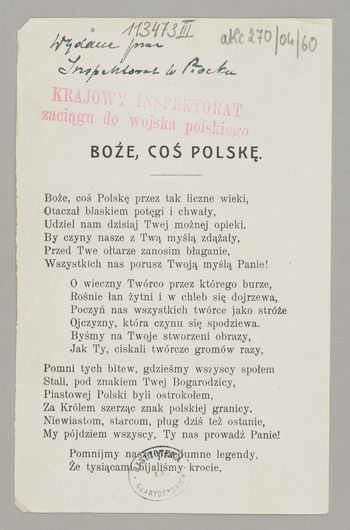 113473 III
akc 270/04/60
Wydane przez
Inspektorat w Płocku
KRAJOWY INSPEKTORAT
zaciągu do wojska polskiego
BOŻE, COŚ POLSKĘ.
Boże, coś Polskę przez tak liczne wieki,
Otaczał blaskiem potęgi i chwały,
Udziel nam dzisiaj Twej możnej opieki,
By czyny nasze z Twą myślą zdążały,
Przed Twe ołtarze zanosim błaganie,
Wszystkich nas porusz Twoją myślą Panie!
O wieczny Twórco przez którego burze,
Rośnie łan żytni i w chleb się dojrzewa,
Poczyń nas wszystkich twórce jako stróże
Ojczyzny, która czynu się spodziewa.
Byśmy na Twoje stworzeni obrazy,
Jak Ty, ciskali twórcze gromów razy,
Pomni tych bitew, gdzieśmy wszyscy społem
Stali, pod znakiem Twej Bogarodzicy,
Piastowej Polski byli ostrokołem,
Za Królem szerząc znak polskiej granicy.
Niewiastom, starcom, pług dziś też ostanie,
My pójdziem wszyscy, Ty nas prowadź Panie!
Pomnijmy nasze przedumne legendy,
Że tysiącami bijaliśmy krocie,
BIBLIOTEKA
XX.
CZARTORYSKICH